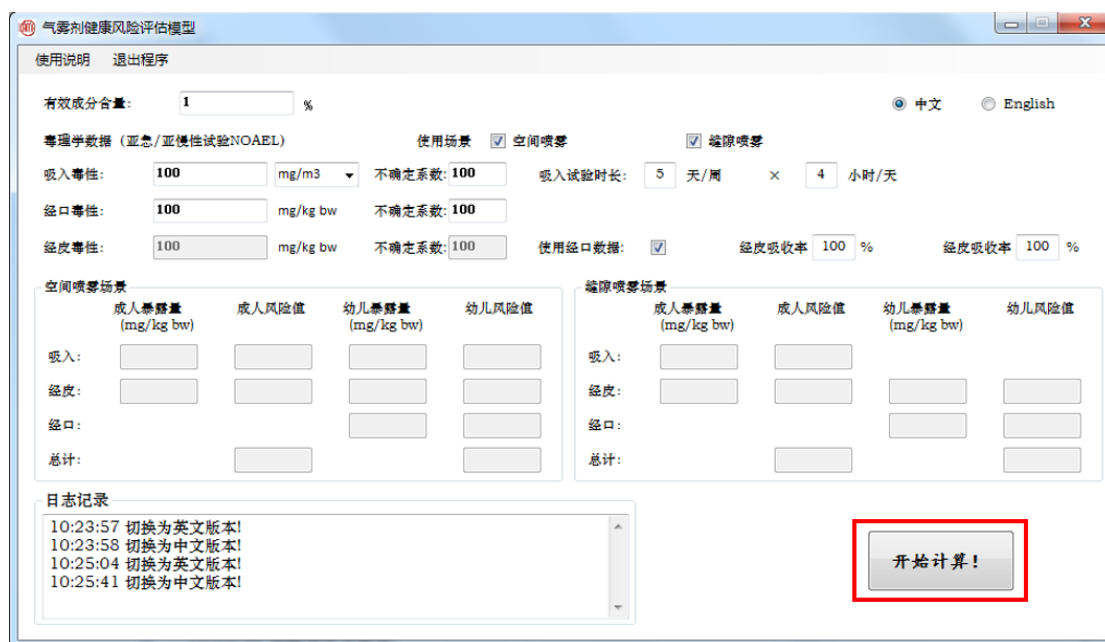 气雾剂健康风险评估模型
使用说明 退出程序
有效成分含量: 1 % 中文 English
毒理学数据（亚急/亚慢性试验NOAEL） 使用场景 空间喷雾 缝隙喷雾
吸入毒性: 100 mg/m3 不确定系数: 100 吸入试验时长: 5 天/周 × 4 小时/天
经口毒性: 100 mg/kg bw 不确定系数: 100
经皮毒性: 100 mg/kg bw 不确定系数: 100 使用经口数据: 经皮吸收率 100 % 经皮吸收率 100 %
空间喷雾场景 缝隙喷雾场景
成人暴露量 成人风险值 幼儿暴露量 幼儿风险值 成人暴露量 成人风险值 幼儿暴露量 幼儿风险值
(mg/kg bw) (mg/kg bw) (mg/kg bw) (mg/kg bw)
吸入: 吸入:
经皮: 经皮:
经口: 经口:
总计: 总计:
日志记录
10:23:57 切换为英文版本!
10:23:58 切换为中文版本!
10:25:04 切换为英文版本!
10:25:41 切换为中文版本!
开始计算!